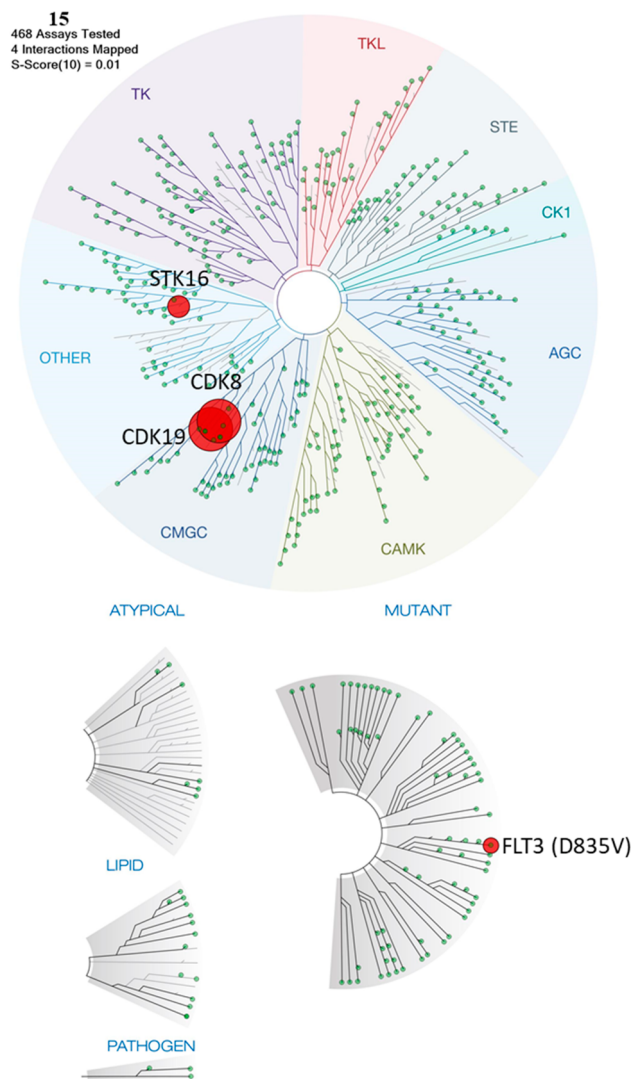 15
468 Assays Tested
4 Interactions Mapped
S-Score(10) = 0.01
TKL
TK
STE
CK1
STK16
OTHER
AGC
CDK8
CDK19
CMGC
CAMK
ATYPICAL
MUTANT
FLT3 (D835V)
LIPID
PATHOGEN